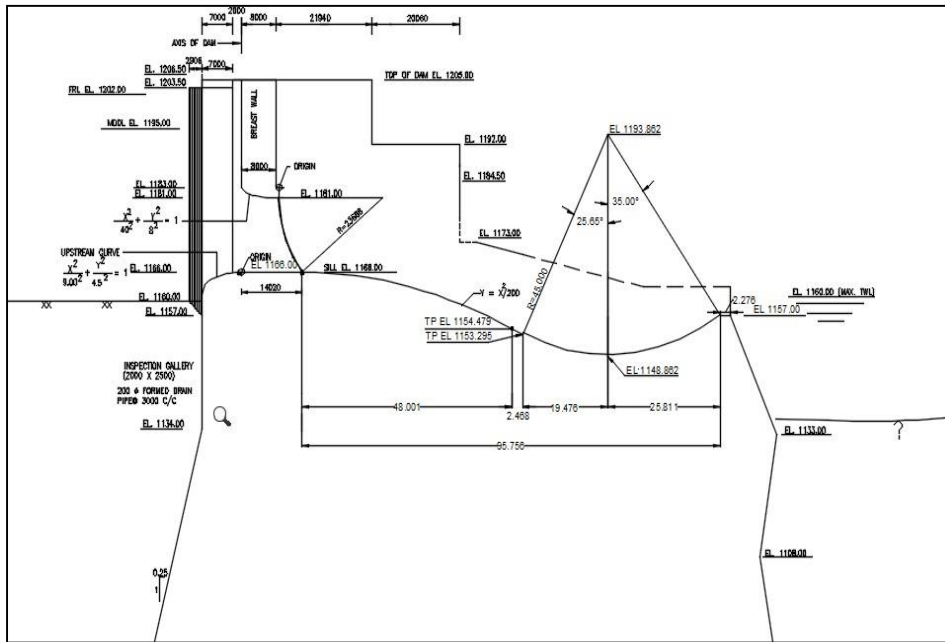 2000
7000
8000
21940
20060
AXIS OF DAM
2906
7000
EL. 1206.50
EL. 1203.50
TOP OF DAM EL 1205.00
FRL EL. 1202.00
BREAST WALL
MDDL EL 1195.00
EL 1193.862
EL. 1192.00
8000
ORIGIN
EL. 1184.50
EL. 1183.00
EL. 1181.00
EL. 1181.00
35.00°
25.65°
X²/40² + Y²/8² = 1
EL. 1173.00
UPSTREAM CURVE
X²/9.00² + Y²/4.5² = 1
ORIGIN
EL. 1166.00
EL 1166.00
R=45.000
14020
Y = X²/200
EL. 1160.00
EL. 1160.00 (MAX. TWL)
XX
XX
2.276
EL. 1157.00
EL 1157.00
TP EL 1154.479
TP EL 1153.295
INSPECTION GALLERY
(2000 X 2500)
EL.1148.862
200 ϕ FORMED DRAIN
PIPE@ 3000 C/C
48.001
19.476
25.811
2.468
EL. 1134.00
EL. 1133.00
?
95.756
EL. 1108.00
0.25
1